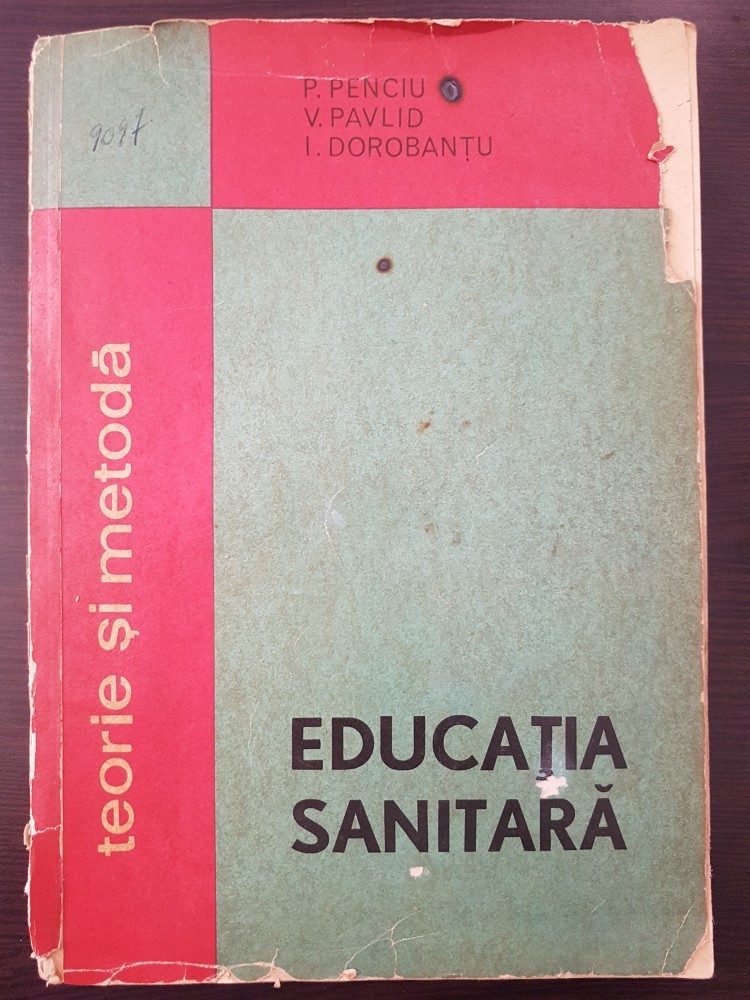 P. PENCIU
V. PAVLID
I. DOROBANȚU
9097
teorie și metodă
EDUCAȚIA
SANITARĂ